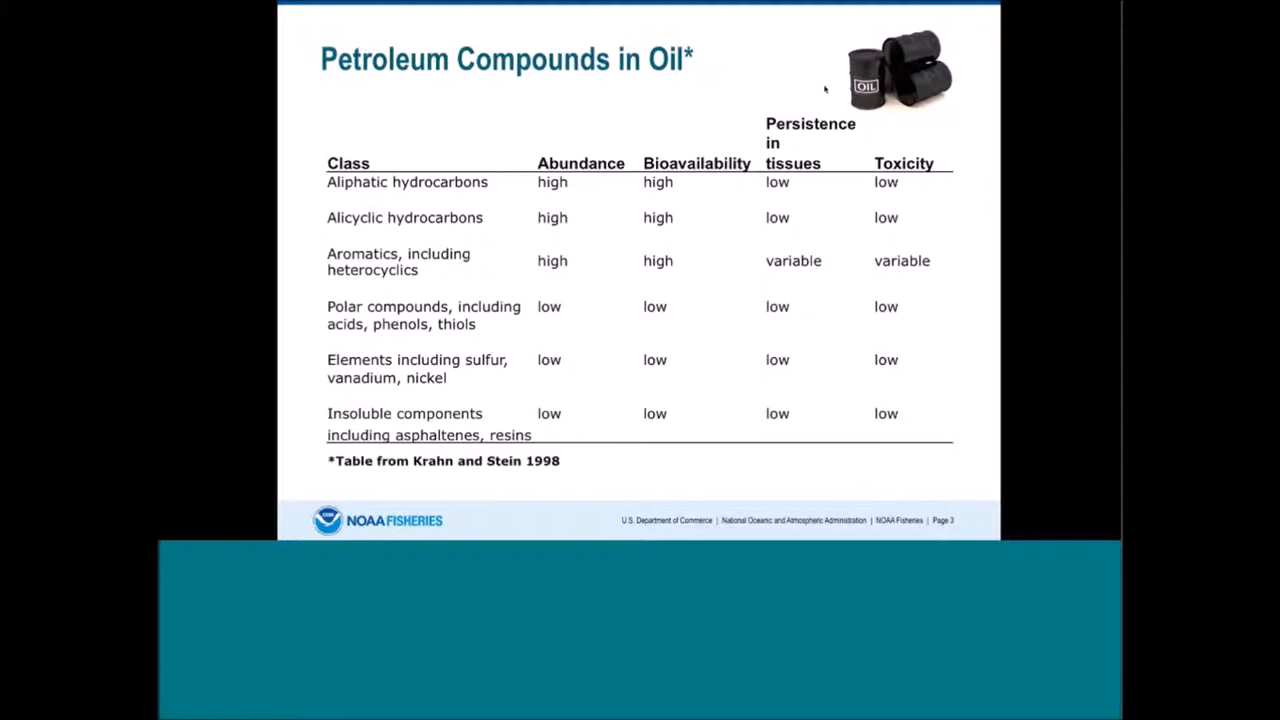 Petroleum Compounds in Oil*
OIL
Persistence
in
Class Abundance Bioavailability tissues Toxicity
Aliphatic hydrocarbons high high low low
Alicyclic hydrocarbons high high low low
Aromatics, including
heterocyclics high high variable variable
Polar compounds, including low low low low
acids, phenols, thiols
Elements including sulfur, low low low low
vanadium, nickel
Insoluble components low low low low
including asphaltenes, resins
*Table from Krahn and Stein 1998
NOAA FISHERIES
U.S. Department of Commerce | National Oceanic and Atmospheric Administration | NOAA Fisheries | Page 3